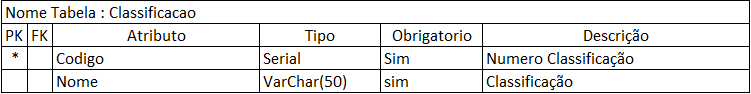 Nome Tabela : Classificacao
PK FK Atributo Tipo Obrigatorio Descrição
* Codigo Serial Sim Numero Classificação
Nome VarChar(50) sim Classificação